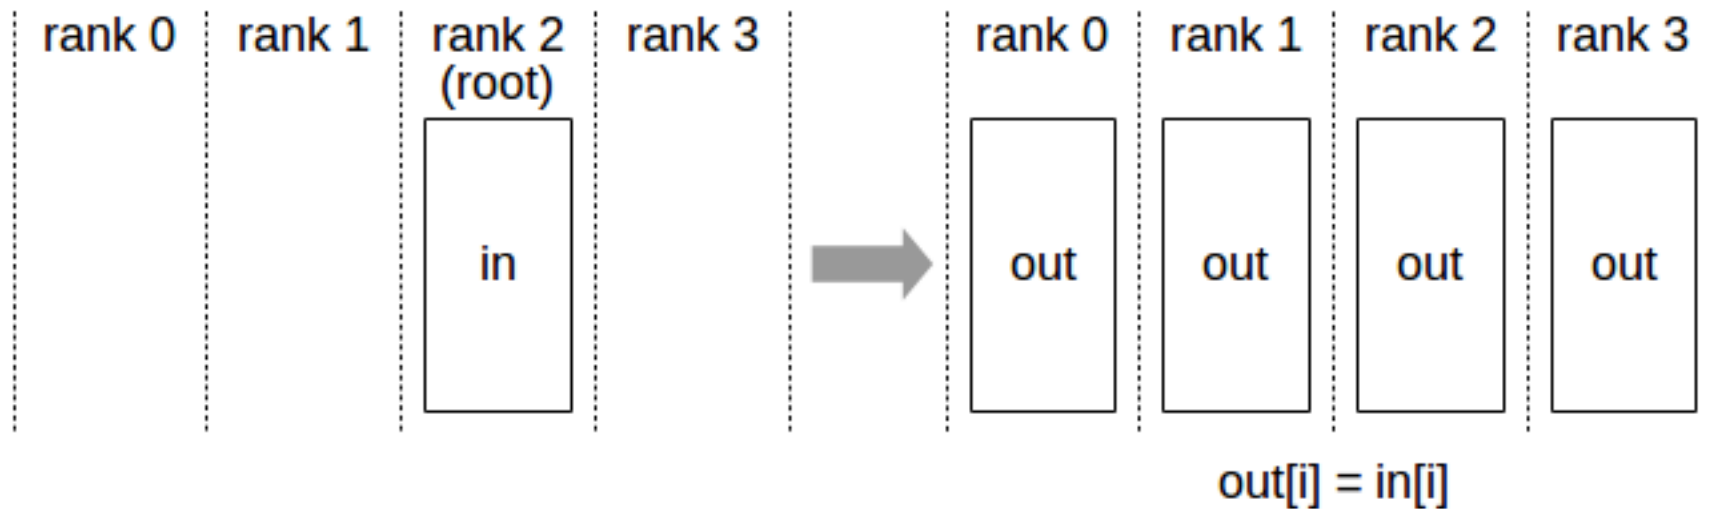 rank 0 rank 1 rank 2 rank 3 rank 0 rank 1 rank 2 rank 3
(root)
in out out out out
out[i] = in[i]